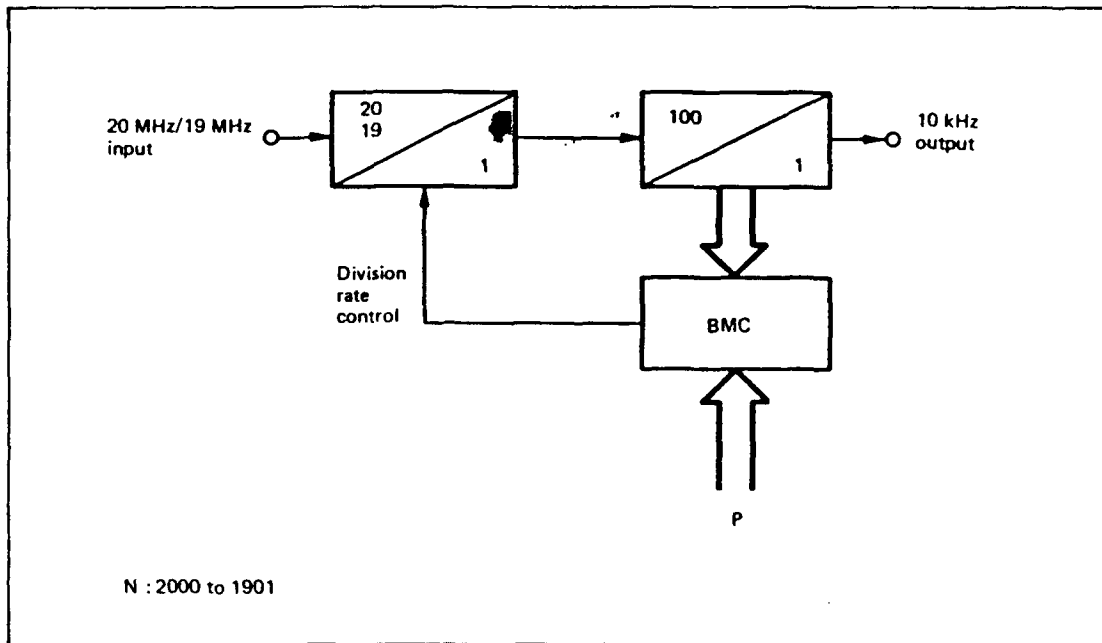 20 MHz/19 MHz
input
20
19
1
100
1
10 kHz
output
Division
rate
control
BMC
P
N : 2000 to 1901